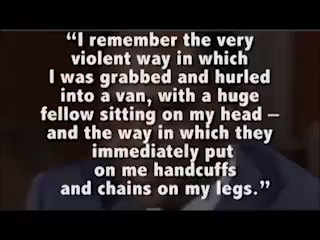 “I remember the very
violent way in which
I was grabbed and hurled
into a van, with a huge
fellow sitting on my head –
and the way in which they
immediately put
on me handcuffs
and chains on my legs.”